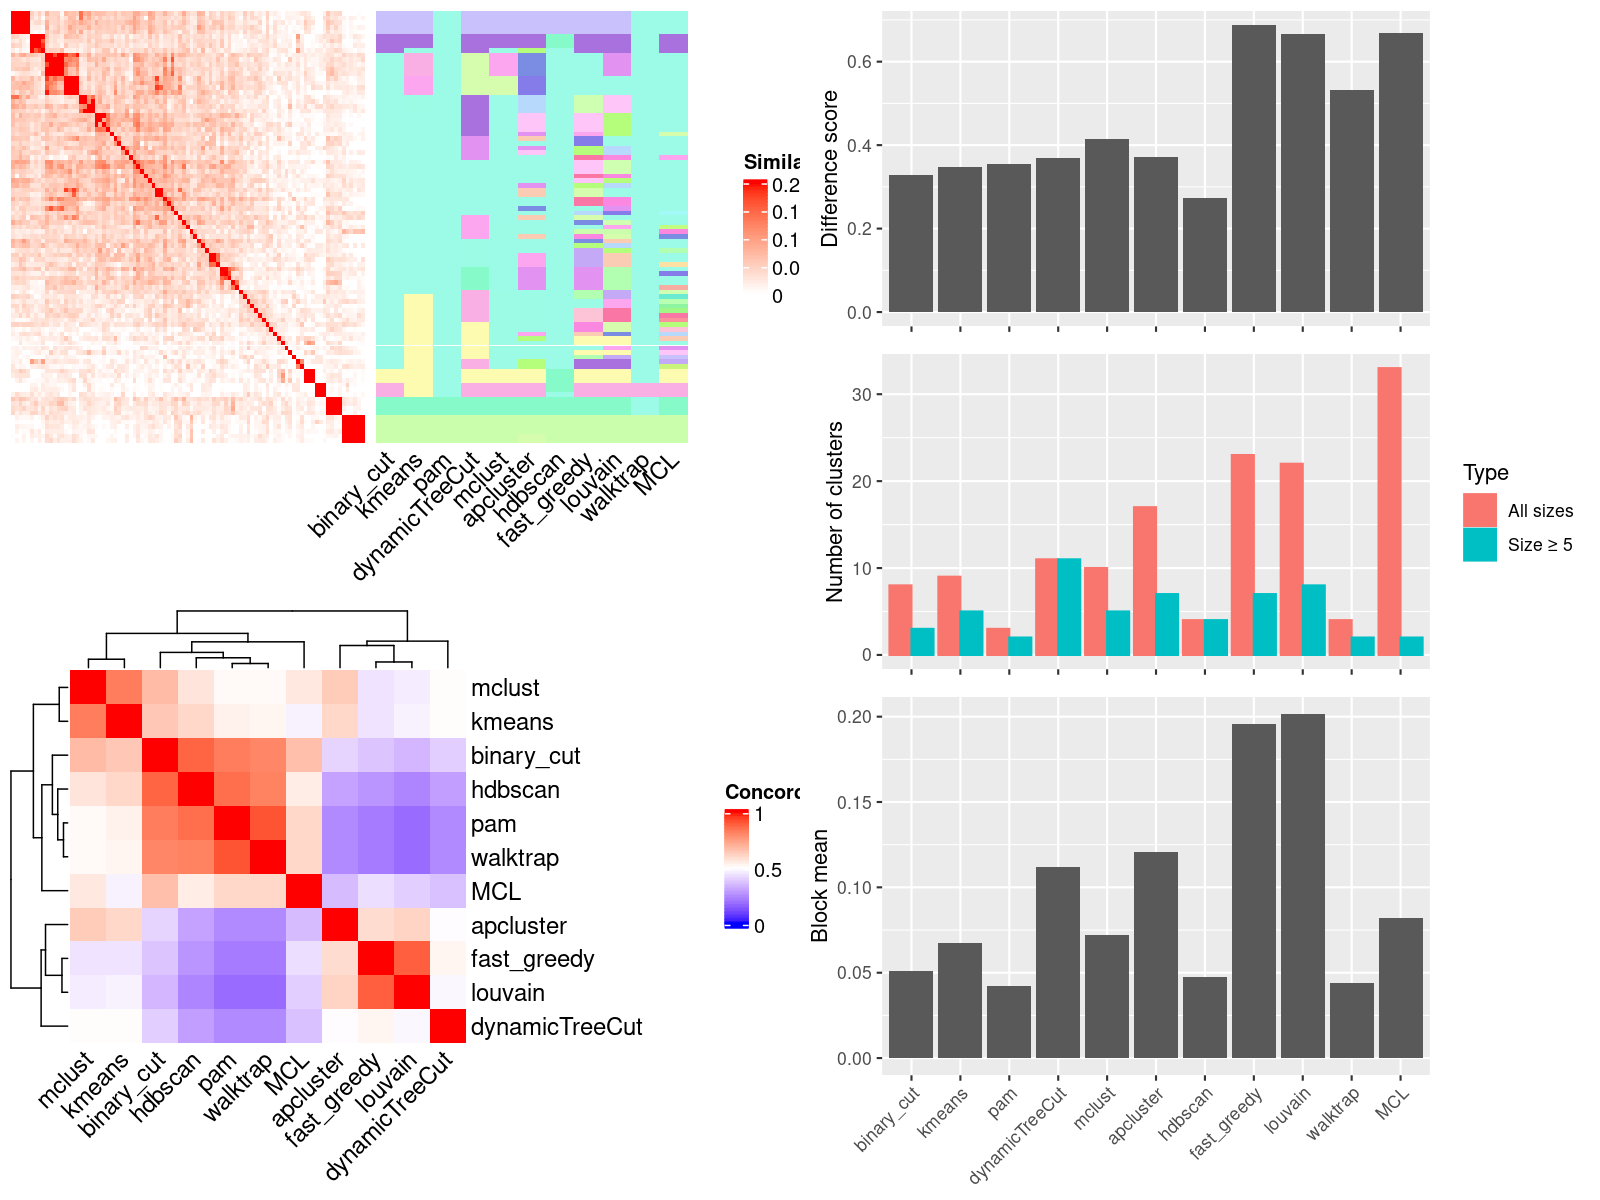 Simila
0.2
0.1
0.1
0.0
0
binary_cut
kmeans
pam
dynamicTreeCut
mclust
apcluster
hdbscan
fast_greedy
louvain
walktrap
MCL
mclust
kmeans
binary_cut
hdbscan
pam
walktrap
MCL
apcluster
fast_greedy
louvain
dynamicTreeCut
mclust
kmeans
binary_cut
hdbscan
pam
walktrap
MCL
apcluster
fast_greedy
louvain
dynamicTreeCut
Concord
1
0.5
0
Difference score
0.6
0.4
0.2
0.0
Number of clusters
30
20
10
0
Type
All sizes
Size ≥ 5
Block mean
0.20
0.15
0.10
0.05
0.00
binary_cut
kmeans
pam
dynamicTreeCut
mclust
apcluster
hdbscan
fast_greedy
louvain
walktrap
MCL